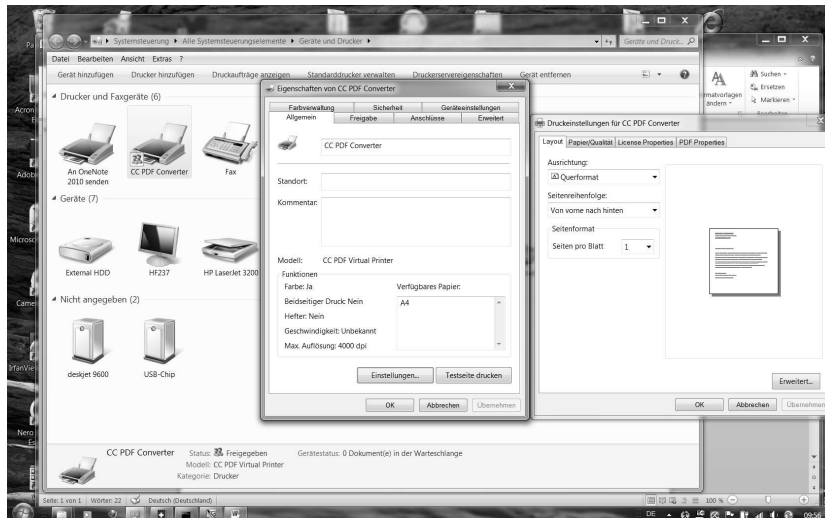 Systemsteuerung ▸ Alle Systemsteuerungselemente ▸ Geräte und Drucker ▸
Geräte und Druck...
Datei Bearbeiten Ansicht Extras ?
Gerät hinzufügen Drucker hinzufügen Druckaufträge anzeigen Standarddrucker verwalten Druckerservereigenschaften Gerät entfernen
Drucker und Faxgeräte (6)
An OneNote
2010 senden
CC PDF Converter
Fax
Geräte (7)
External HDD
HF237
HP LaserJet 3200
Nicht angegeben (2)
deskjet 9600
USB-Chip
CC PDF Converter
Status: Freigegeben
Gerätestatus: 0 Dokument(e) in der Warteschlange
Modell: CC PDF Virtual Printer
Kategorie: Drucker
Eigenschaften von CC PDF Converter
Farbverwaltung Sicherheit Geräteeinstellungen
Allgemein Freigabe Anschlüsse Erweitert
CC PDF Converter
Standort:
Kommentar:
Modell: CC PDF Virtual Printer
Funktionen
Farbe: Ja
Verfügbares Papier:
Beidseitiger Druck: Nein
A4
Hefter: Nein
Geschwindigkeit: Unbekannt
Max. Auflösung: 4000 dpi
Einstellungen...
Testseite drucken
OK Abbrechen Übernehmen
Suchen
Ersetzen
Markieren
ändern
Druckeinstellungen für CC PDF Converter
Layout Papier/Qualität License Properties PDF Properties
Ausrichtung:
Querformat
Seitenreihenfolge:
Von vorne nach hinten
Seitenformat
Seiten pro Blatt 1
Erweitert...
OK Abbrechen Übernehmen
Seite: 1 von 1 Wörter: 22 Deutsch (Deutschland)
100 %
DE
09:56